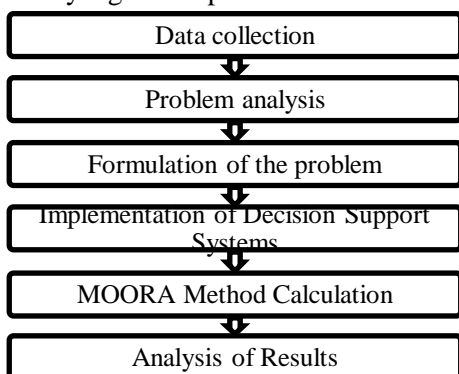 Data collection
Problem analysis
Formulation of the problem
Implementation of Decision Support
Systems
MOORA Method Calculation
Analysis of Results